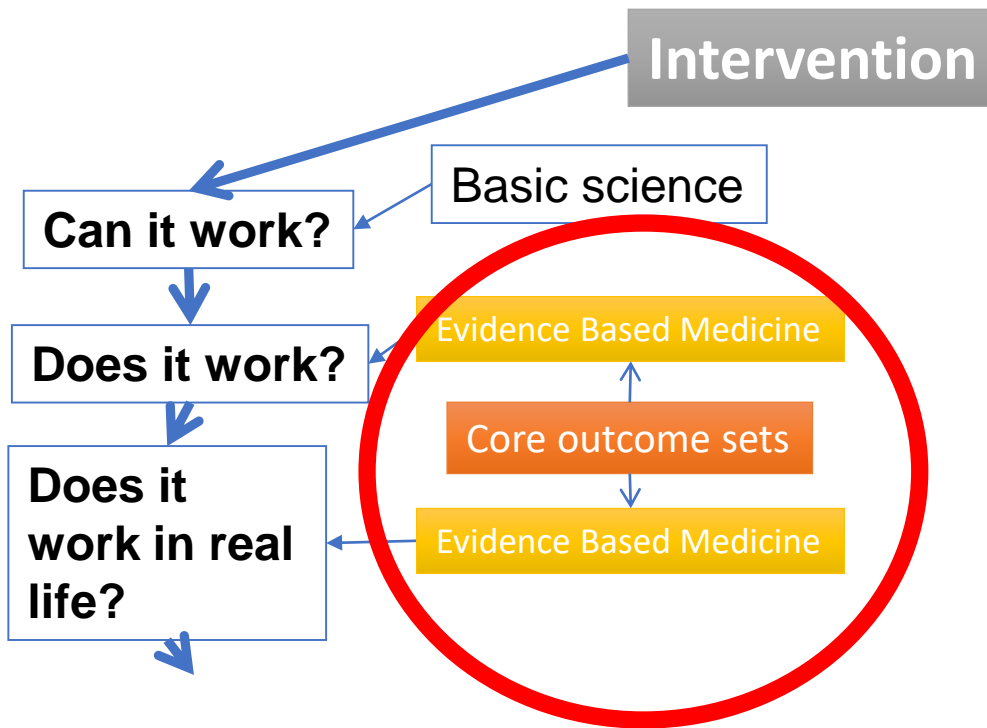 Intervention
Basic science
Can it work?
Evidence Based Medicine
Does it work?
Core outcome sets
Does it
work in real
life?
Evidence Based Medicine